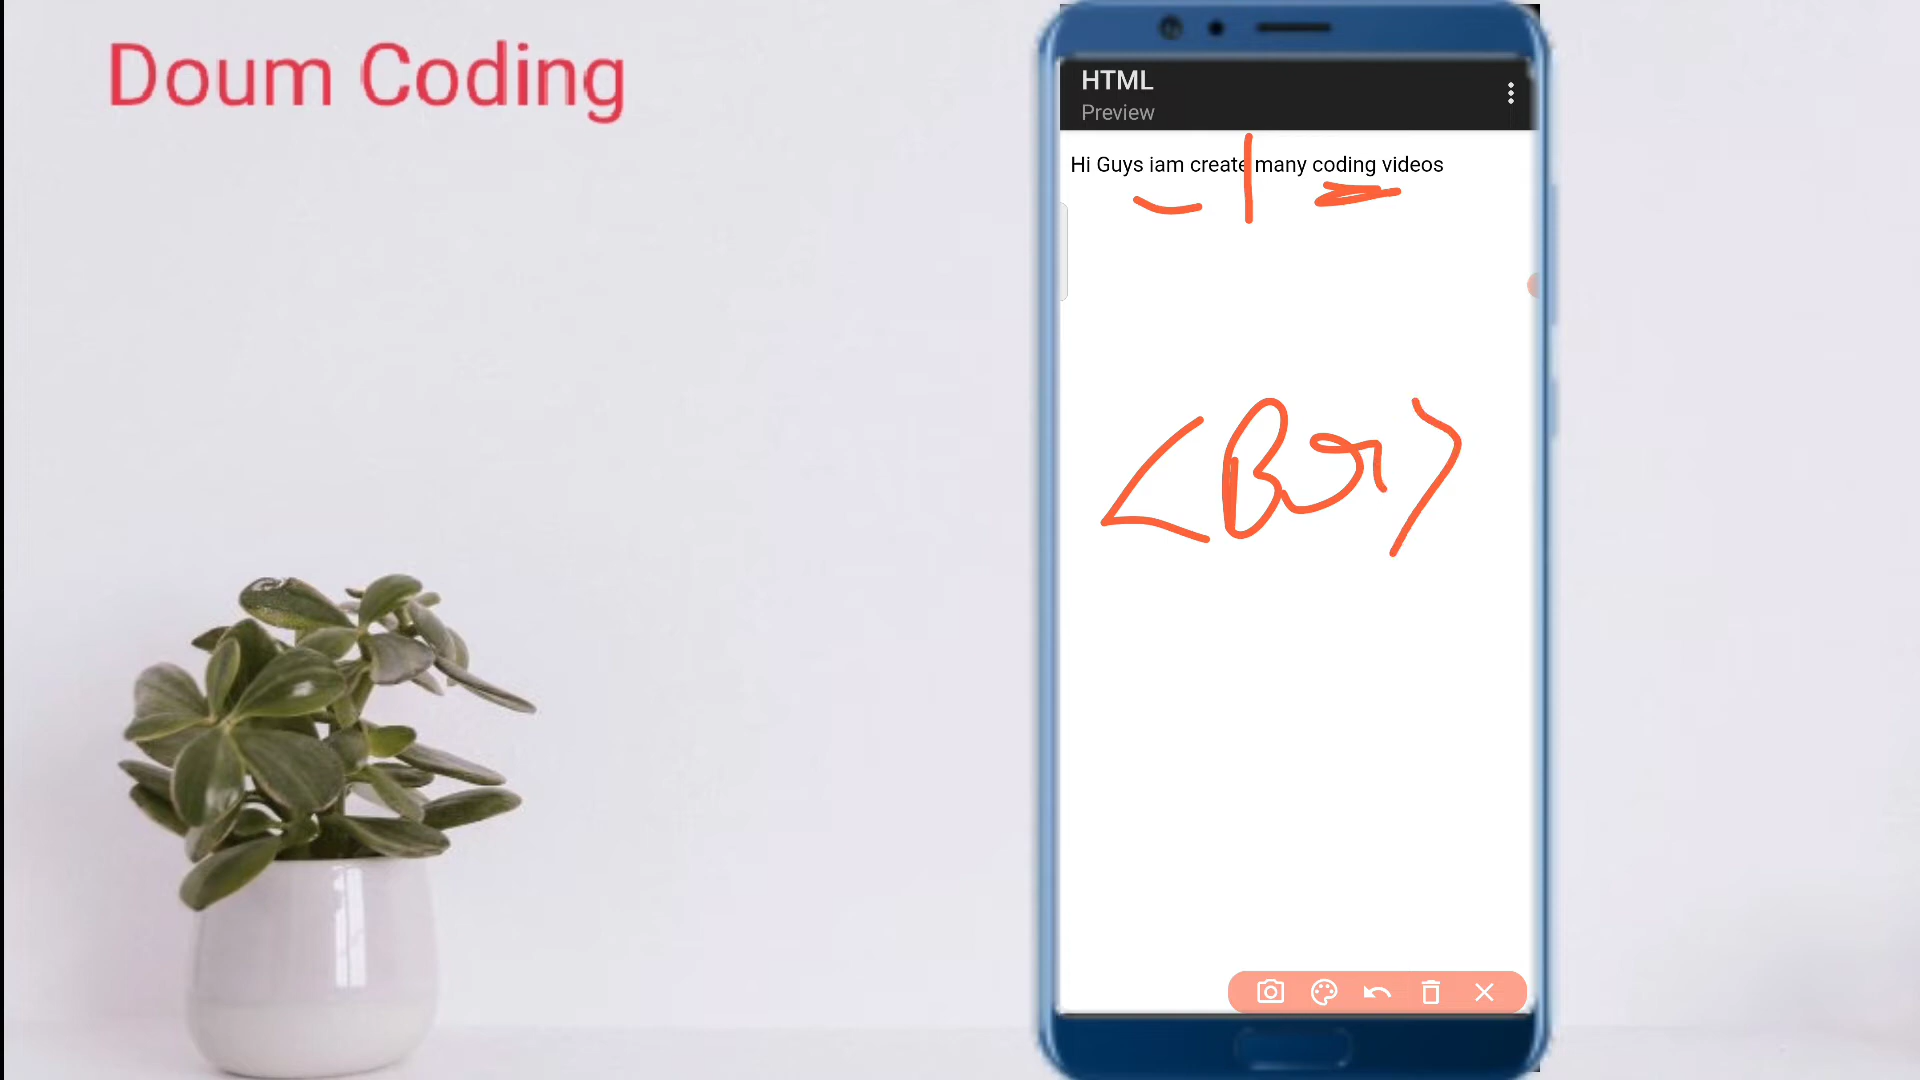 Doum Coding
HTML
Preview
Hi Guys iam create many coding videos
<Br>